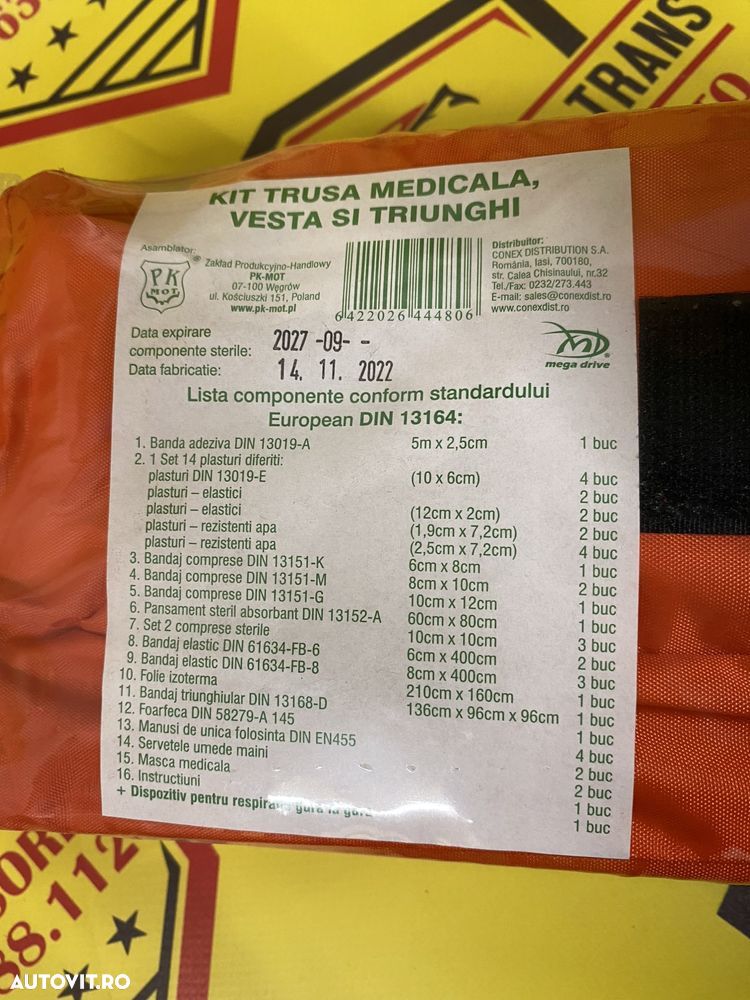 TRANS
KIT TRUSA MEDICALA,
VESTA SI TRIUNGHI
Asamblator:
PK
MOT
®
Zakład Produkcyjno-Handlowy
PK-MOT
07-100 Węgrów
ul. Kościuszki 151, Poland
www.pk-mot.pl
6 422026 444806
Distribuitor:
CONEX DISTRIBUTION S.A.
România, Iasi, 700180,
str. Calea Chisinaului, nr.32
Tel./Fax: 0232/273.443
E-mail: sales@conexdist.ro
www.conexdist.ro
Data expirare
componente sterile: 2027 -09- -
Data fabricatie: 14. 11. 2022
mega drive
Lista componente conform standardului
European DIN 13164:
1. Banda adeziva DIN 13019-A 5m x 2,5cm 1 buc
2. 1 Set 14 plasturi diferiti:
plasturi DIN 13019-E (10 x 6cm) 4 buc
plasturi – elastici 2 buc
plasturi – elastici (12cm x 2cm) 2 buc
plasturi – rezistenti apa (1,9cm x 7,2cm) 2 buc
plasturi – rezistenti apa (2,5cm x 7,2cm) 4 buc
3. Bandaj comprese DIN 13151-K 6cm x 8cm 1 buc
4. Bandaj comprese DIN 13151-M 8cm x 10cm 2 buc
5. Bandaj comprese DIN 13151-G 10cm x 12cm 1 buc
6. Pansament steril absorbant DIN 13152-A 60cm x 80cm 1 buc
7. Set 2 comprese sterile 10cm x 10cm 3 buc
8. Bandaj elastic DIN 61634-FB-6 6cm x 400cm 2 buc
9. Bandaj elastic DIN 61634-FB-8 8cm x 400cm 3 buc
10. Folie izoterma 210cm x 160cm 1 buc
11. Bandaj triunghiular DIN 13168-D 136cm x 96cm x 96cm 1 buc
12. Foarfeca DIN 58279-A 145 1 buc
13. Manusi de unica folosinta DIN EN455 4 buc
14. Servetele umede maini 2 buc
15. Masca medicala 2 buc
16. Instructiuni 1 buc
+ Dispozitiv pentru respiratie gura la gura 1 buc
88.112
AUTOVIT.RO